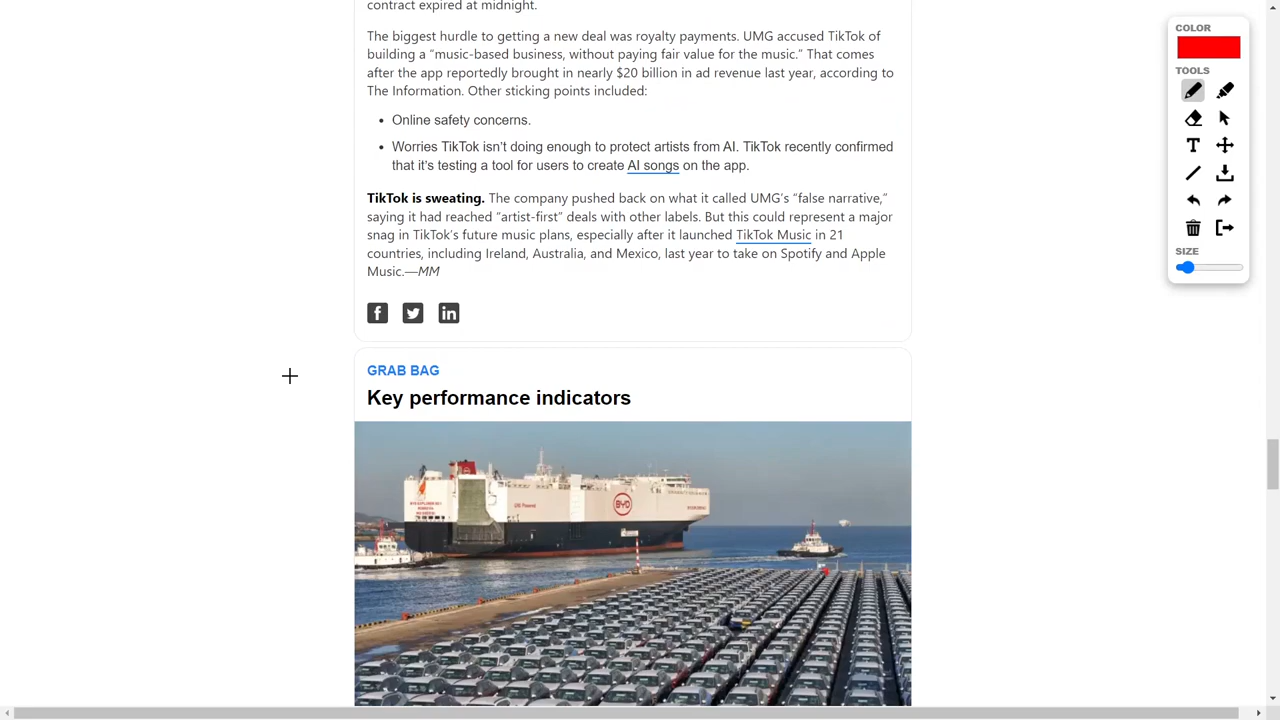 contract expired at midnight.
The biggest hurdle to getting a new deal was royalty payments. UMG accused TikTok of
building a “music-based business, without paying fair value for the music.” That comes
after the app reportedly brought in nearly $20 billion in ad revenue last year, according to
The Information. Other sticking points included:
• Online safety concerns.
• Worries TikTok isn’t doing enough to protect artists from AI. TikTok recently confirmed
that it’s testing a tool for users to create AI songs on the app.
TikTok is sweating. The company pushed back on what it called UMG’s “false narrative,”
saying it had reached “artist-first” deals with other labels. But this could represent a major
snag in TikTok’s future music plans, especially after it launched TikTok Music in 21
countries, including Ireland, Australia, and Mexico, last year to take on Spotify and Apple
Music.—MM
GRAB BAG
Key performance indicators
BYD
COLOR
TOOLS
SIZE